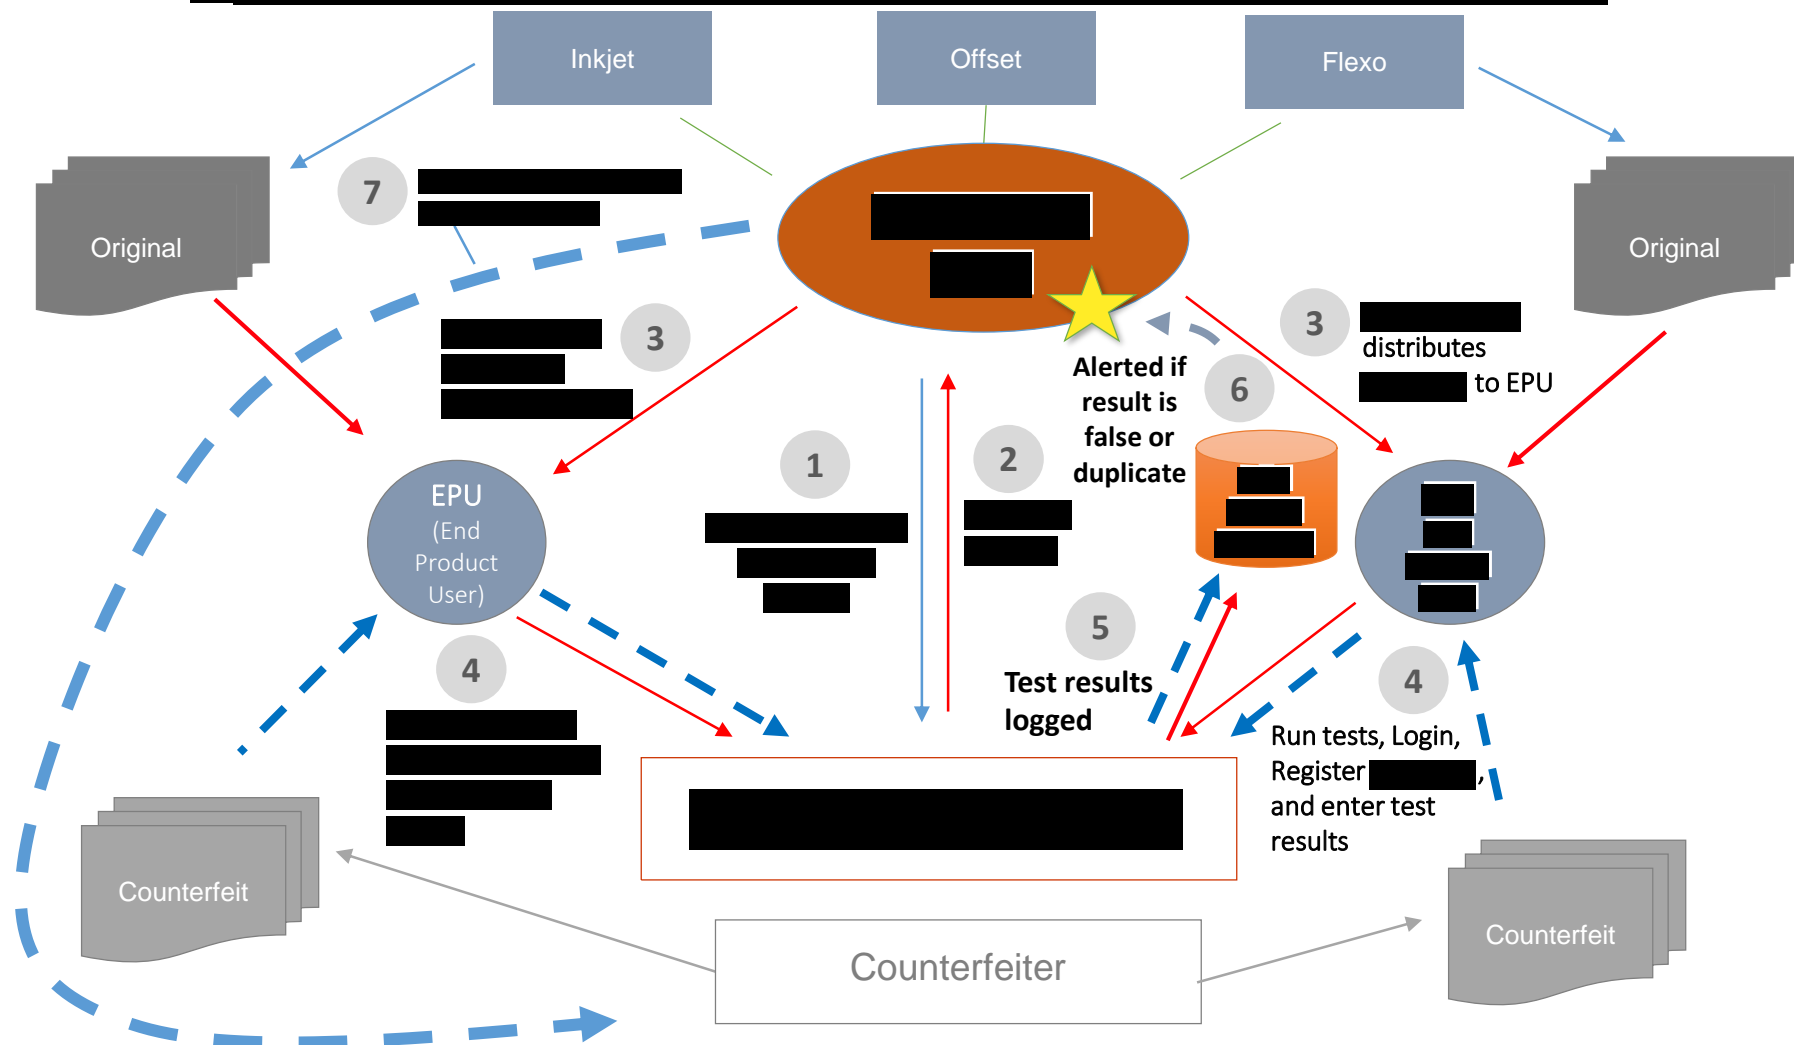 Inkjet
Offset
Flexo
7
Original
Original
3
3
distributes
to EPU
Alerted if
result is
false or
duplicate
6
1
2
EPU
(End
Product
User)
5
Test results
logged
4
4
Run tests, Login,
Register ,
and enter test
results
Counterfeit
Counterfeiter
Counterfeit